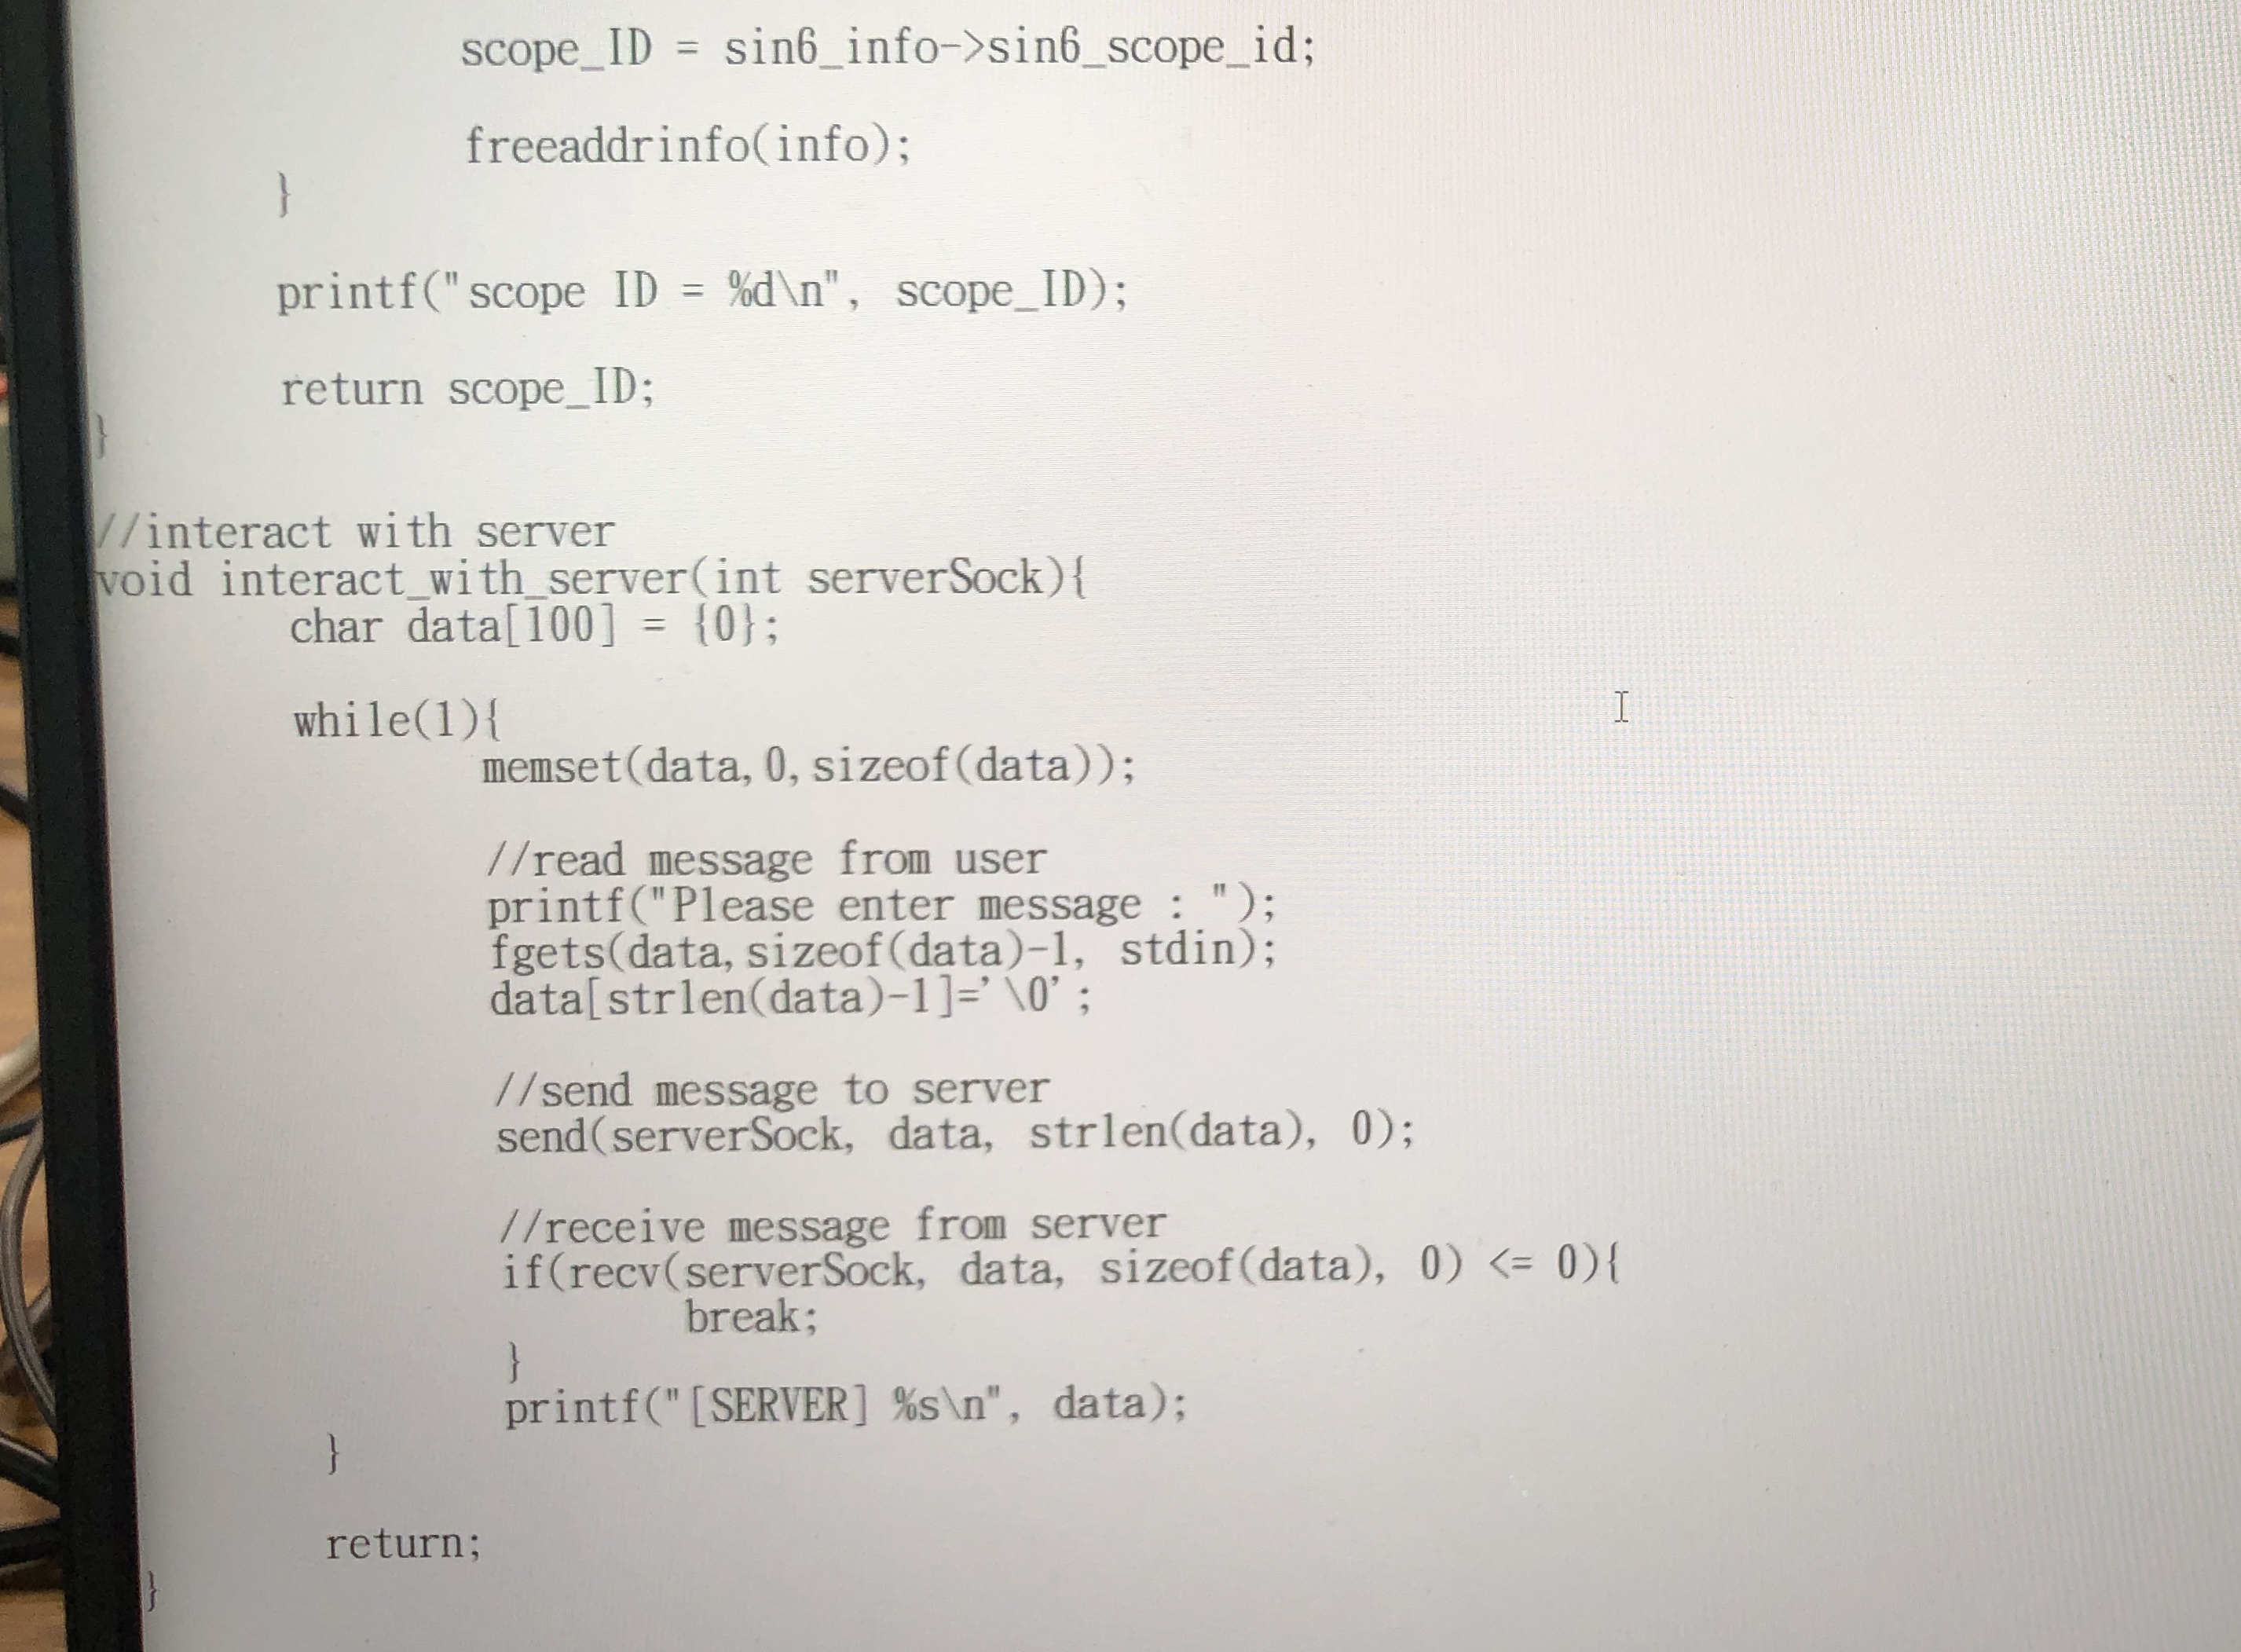 scope_ID = sin6_info->sin6_scope_id;
freeaddrinfo(info);
}
printf("scope ID = %d\n", scope_ID);
return scope_ID;
}
//interact with server
void interact_with_server(int serverSock){
char data[100] = {0};
while(1){
memset(data,0,sizeof(data));
//read message from user
printf("Please enter message : ");
fgets(data,sizeof(data)-1, stdin);
data[strlen(data)-1]='\0';
//send message to server
send(serverSock, data, strlen(data), 0);
//receive message from server
if(recv(serverSock, data, sizeof(data), 0) <= 0){
break;
}
printf("[SERVER] %s\n", data);
}
return;
}